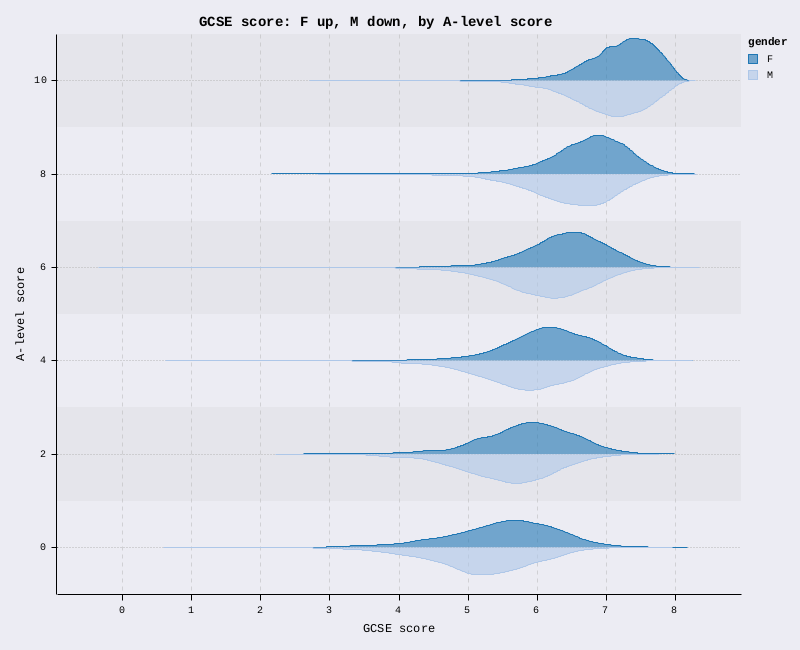 GCSE score: F up, M down, by A-level score
gender
F
M
10
8
6
4
2
0
A-level score
0 1 2 3 4 5 6 7 8
GCSE score